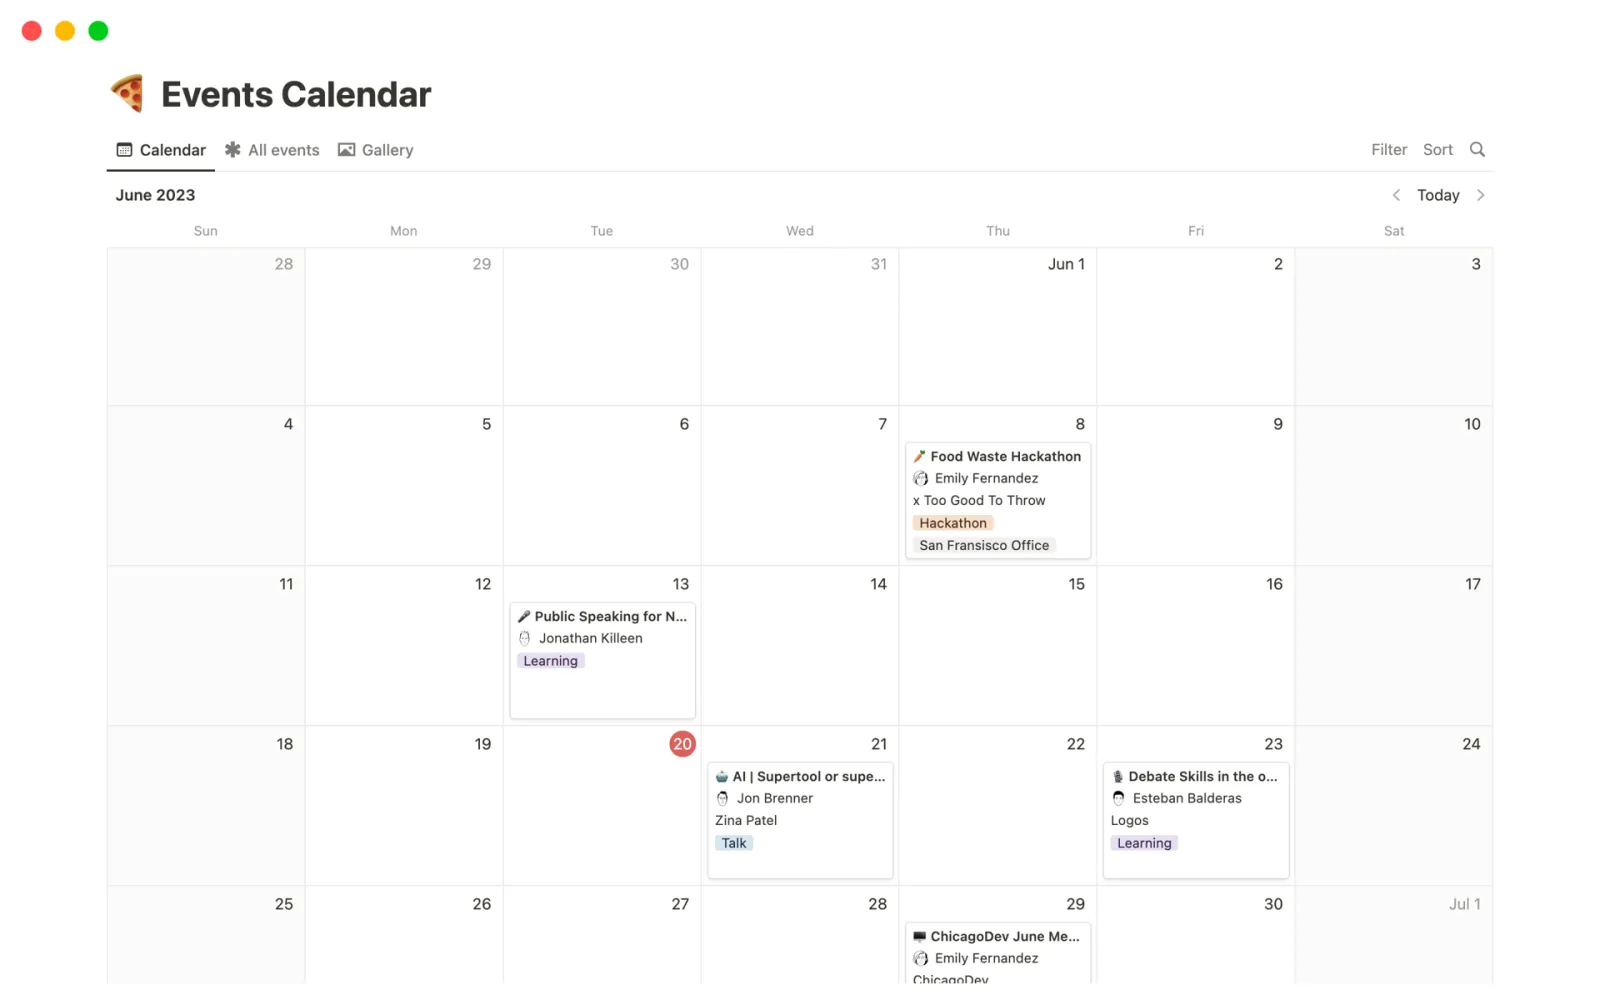 Events Calendar
Calendar All events Gallery Filter Sort
June 2023 Today
Sun Mon Tue Wed Thu Fri Sat
28 29 30 31 Jun 1 2 3
4 5 6 7 8 9 10
Food Waste Hackathon
Emily Fernandez
x Too Good To Throw
Hackathon
San Fransisco Office
11 12 13 14 15 16 17
Public Speaking for N...
Jonathan Killeen
Learning
18 19 20 21 22 23 24
AI | Supertool or supe...
Jon Brenner
Zina Patel
Talk
Debate Skills in the o...
Esteban Balderas
Logos
Learning
25 26 27 28 29 30 Jul 1
ChicagoDev June Me...
Emily Fernandez
ChicagoDev